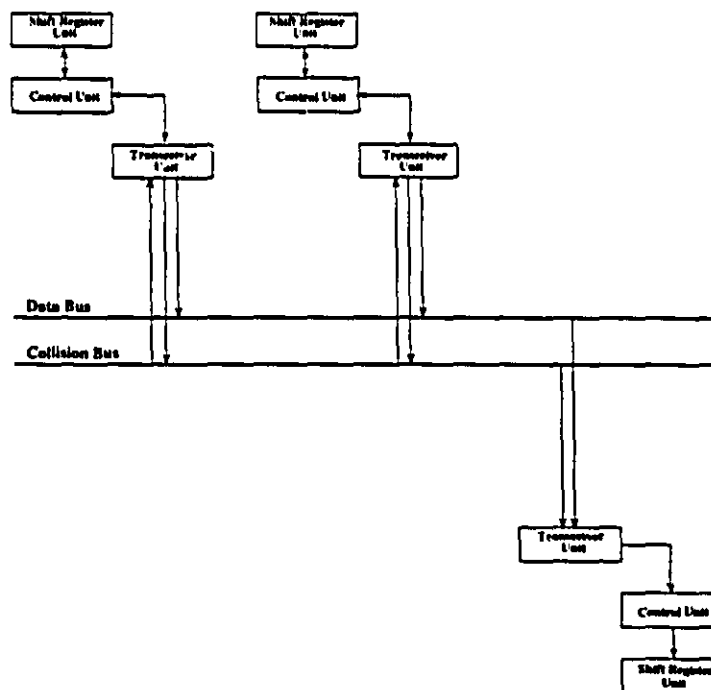 Shift Register
Unit
Shift Register
Unit
Control Unit
Control Unit
Transceiver
Unit
Transceiver
Unit
Data Bus
Collision Bus
Transceiver
Unit
Control Unit
Shift Register
Unit